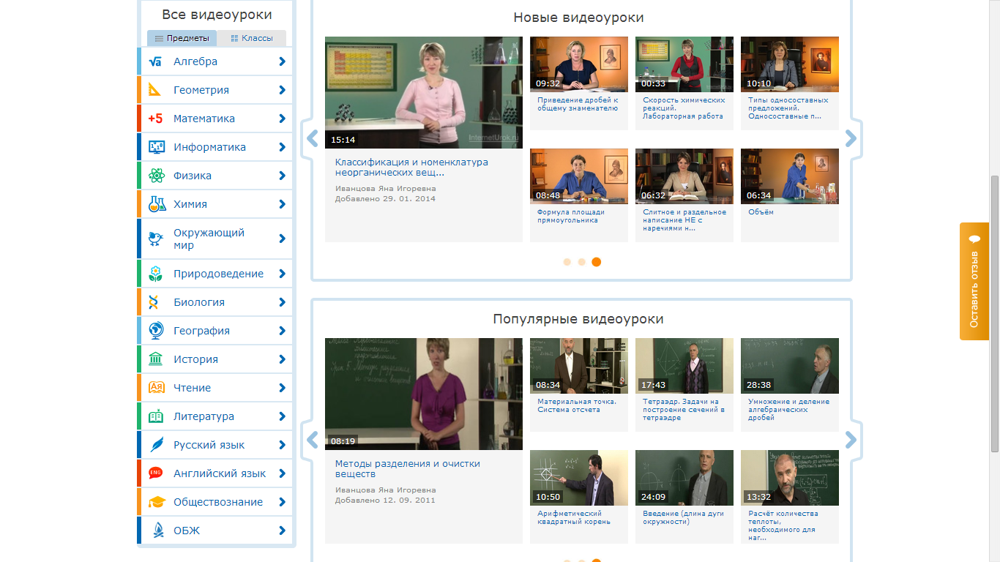 Все видеоуроки
Предметы
Классы
Алгебра
Геометрия
+5
Математика
Информатика
Физика
Химия
Окружающий
мир
Природоведение
Биология
География
История
Ая
Чтение
Литература
Русский язык
ENG
Английский язык
Обществознание
ОБЖ
Новые видеоуроки
InternetUrok.ru
15:14
Классификация и номенклатура
неорганических вещ...
Иванцова Яна Игоревна
Добавлено 29. 01. 2014
09:32
Приведение дробей к
общему знаменателю
00:33
Скорость химических
реакций.
Лабораторная работа
10:10
Типы односоставных
предложений.
Односоставные п...
08:48
Формула площади
прямоугольника
06:32
Слитное и раздельное
написание НЕ с
наречиями н...
06:34
Объём
Популярные видеоуроки
08:19
Методы разделения и очистки
веществ
Иванцова Яна Игоревна
Добавлено 12. 09. 2011
08:34
Материальная точка.
Система отсчета
17:43
Тетраэдр. Задачи на
построение сечений в
тетраэдре
28:38
Умножение и деление
алгебраических
дробей
10:50
Арифметический
квадратный корень
24:09
Введение (длина дуги
окружности)
13:32
Расчёт количества
теплоты,
необходимого для
наг...
Оставить отзыв